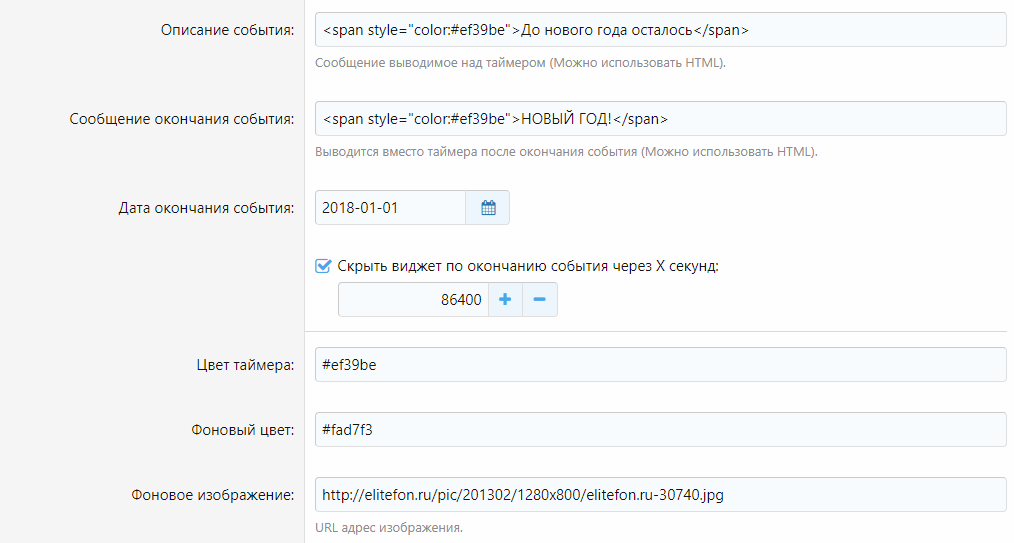 Описание события: <span style="color:#ef39be">До нового года осталось</span>
Сообщение выводимое над таймером (Можно использовать HTML).
Сообщение окончания события: <span style="color:#ef39be">НОВЫЙ ГОД!</span>
Выводится вместо таймера после окончания события (Можно использовать HTML).
Дата окончания события: 2018-01-01
Скрыть виджет по окончанию события через X секунд:
86400
Цвет таймера: #ef39be
Фоновый цвет: #fad7f3
Фоновое изображение: http://elitefon.ru/pic/201302/1280x800/elitefon.ru-30740.jpg
URL адрес изображения.